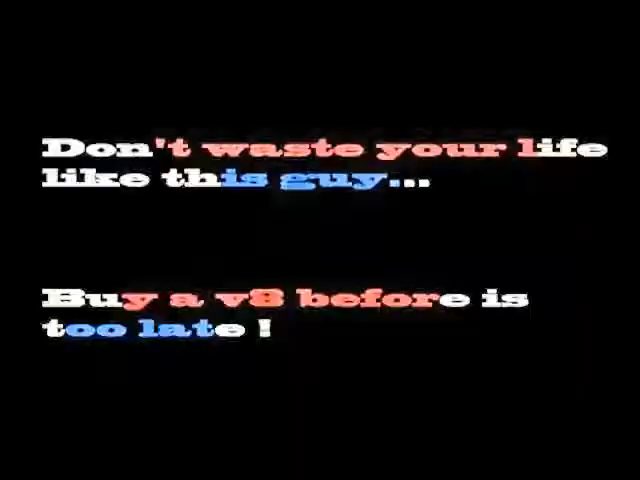 Don't waste your life
like this guy...
Buy a v8 before is
too late !